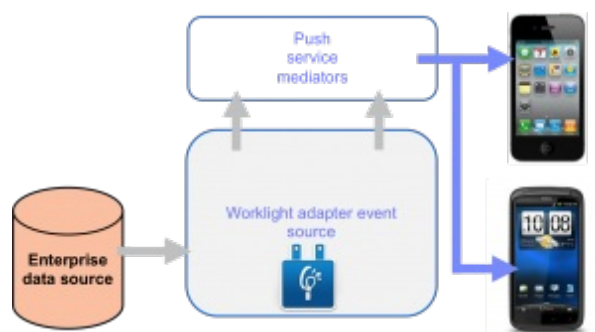 Push
service
mediators
Worklight adapter event
source
Enterprise
data source
10 08